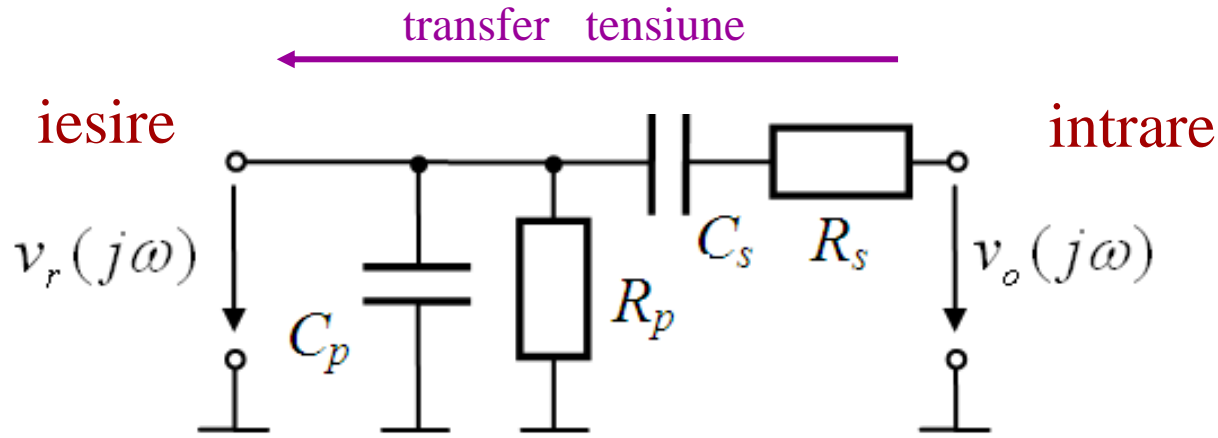 transfer tensiune
iesire
intrare
v_r(jω)
C_p
R_p
C_s
R_s
v_o(jω)